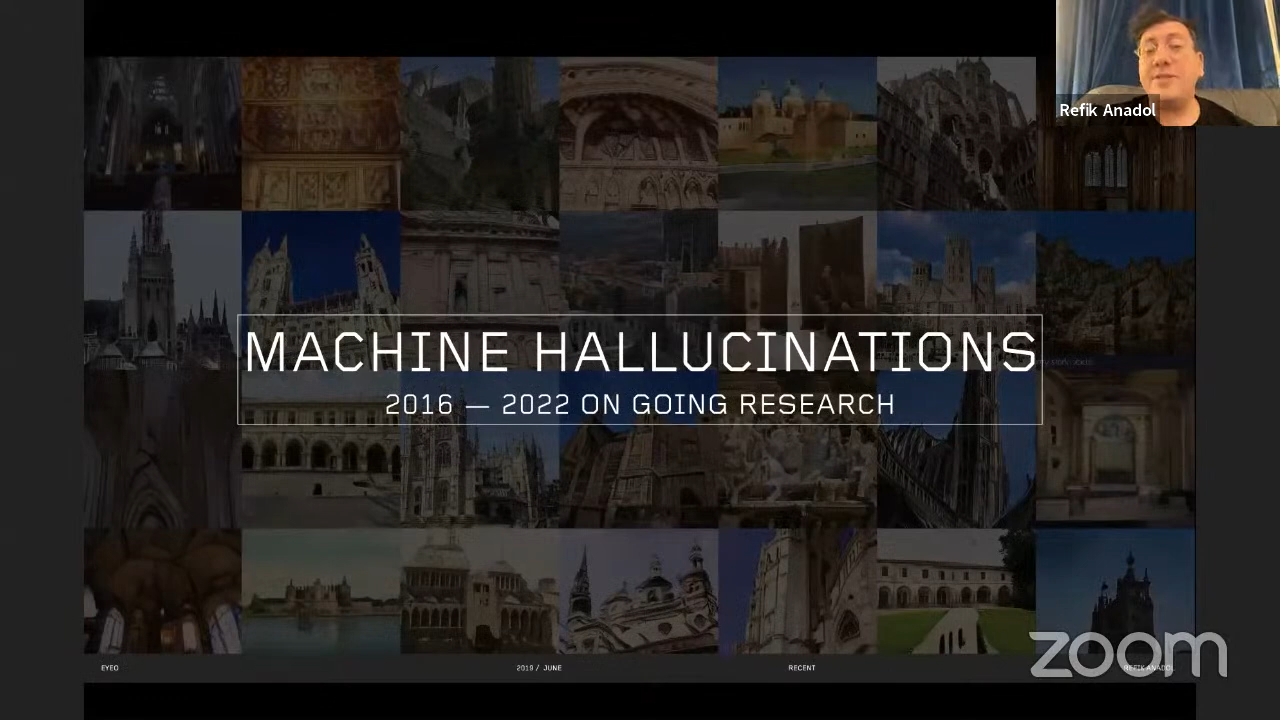 Refik Anadol
MACHINE HALLUCINATIONS
2016 — 2022 ON GOING RESEARCH
EYEO
2019 / JUNE
RECENT
REFIK ANADOL
zoom